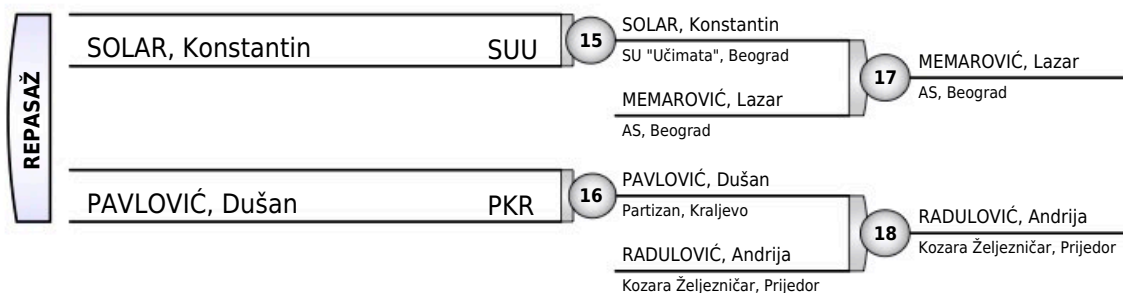 REPASAŽ
SOLAR, Konstantin SUU
15
SOLAR, Konstantin
SU "Učimata", Beograd
MEMAROVIĆ, Lazar
AS, Beograd
17
MEMAROVIĆ, Lazar
AS, Beograd
PAVLOVIĆ, Dušan PKR
16
PAVLOVIĆ, Dušan
Partizan, Kraljevo
RADULOVIĆ, Andrija
Kozara Željezničar, Prijedor
18
RADULOVIĆ, Andrija
Kozara Željezničar, Prijedor